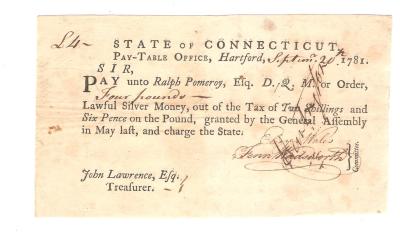 £4—
STATE OF CONNECTICUT,
PAY-TABLE OFFICE, Hartford, Septem. 20th 1781.
SIR,
PAY unto Ralph Pomeroy, Esq. D. Q. M. or Order,
Four pounds —
Lawful Silver Money, out of the Tax of Two Shillings and
Six Pence on the Pound, granted by the General Assembly
in May last, and charge the State.
Wales
Fenn Wadsworth
Committee.
John Lawrence, Esq;
Treasurer.